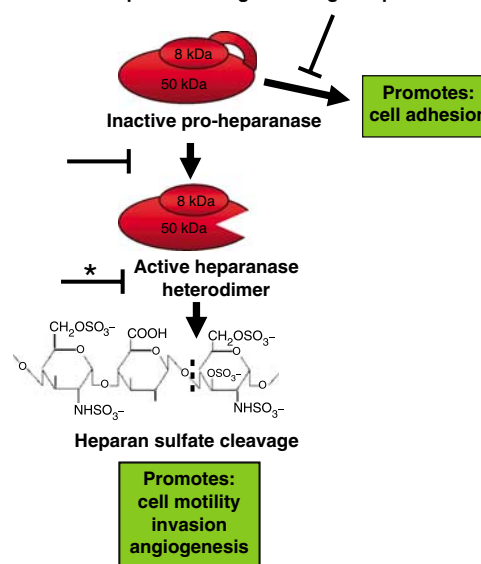 8 kDa
50 kDa
Inactive pro-heparanase
Promotes:
cell adhesion
8 kDa
50 kDa
*
Active heparanase
heterodimer
CH₂OSO₃⁻
COOH
CH₂OSO₃⁻
O
O
O
OSO₃⁻
O
O
O
O
NHSO₃⁻
NHSO₃⁻
Heparan sulfate cleavage
Promotes:
cell motility
invasion
angiogenesis